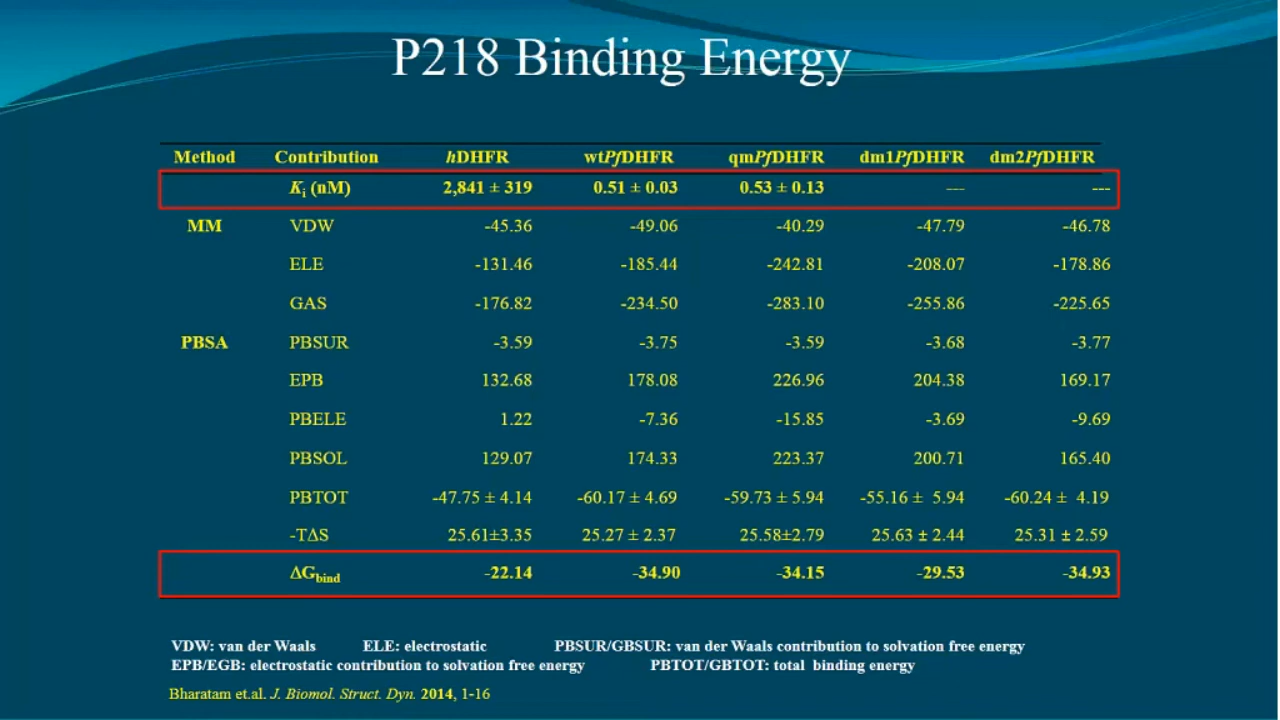 P218 Binding Energy
Method Contribution hDHFR wtPfDHFR qmPfDHFR dm1PfDHFR dm2PfDHFR
Ki (nM) 2,841 ± 319 0.51 ± 0.03 0.53 ± 0.13 --- ---
MM VDW -45.36 -49.06 -40.29 -47.79 -46.78
ELE -131.46 -185.44 -242.81 -208.07 -178.86
GAS -176.82 -234.50 -283.10 -255.86 -225.65
PBSA PBSUR -3.59 -3.75 -3.59 -3.68 -3.77
EPB 132.68 178.08 226.96 204.38 169.17
PBELE 1.22 -7.36 -15.85 -3.69 -9.69
PBSOL 129.07 174.33 223.37 200.71 165.40
PBTOT -47.75 ± 4.14 -60.17 ± 4.69 -59.73 ± 5.94 -55.16 ± 5.94 -60.24 ± 4.19
-TΔS 25.61±3.35 25.27 ± 2.37 25.58±2.79 25.63 ± 2.44 25.31 ± 2.59
ΔGbind -22.14 -34.90 -34.15 -29.53 -34.93
VDW: van der Waals ELE: electrostatic PBSUR/GBSUR: van der Waals contribution to solvation free energy
EPB/EGB: electrostatic contribution to solvation free energy PBTOT/GBTOT: total binding energy
Bharatam et.al. J. Biomol. Struct. Dyn. 2014, 1-16